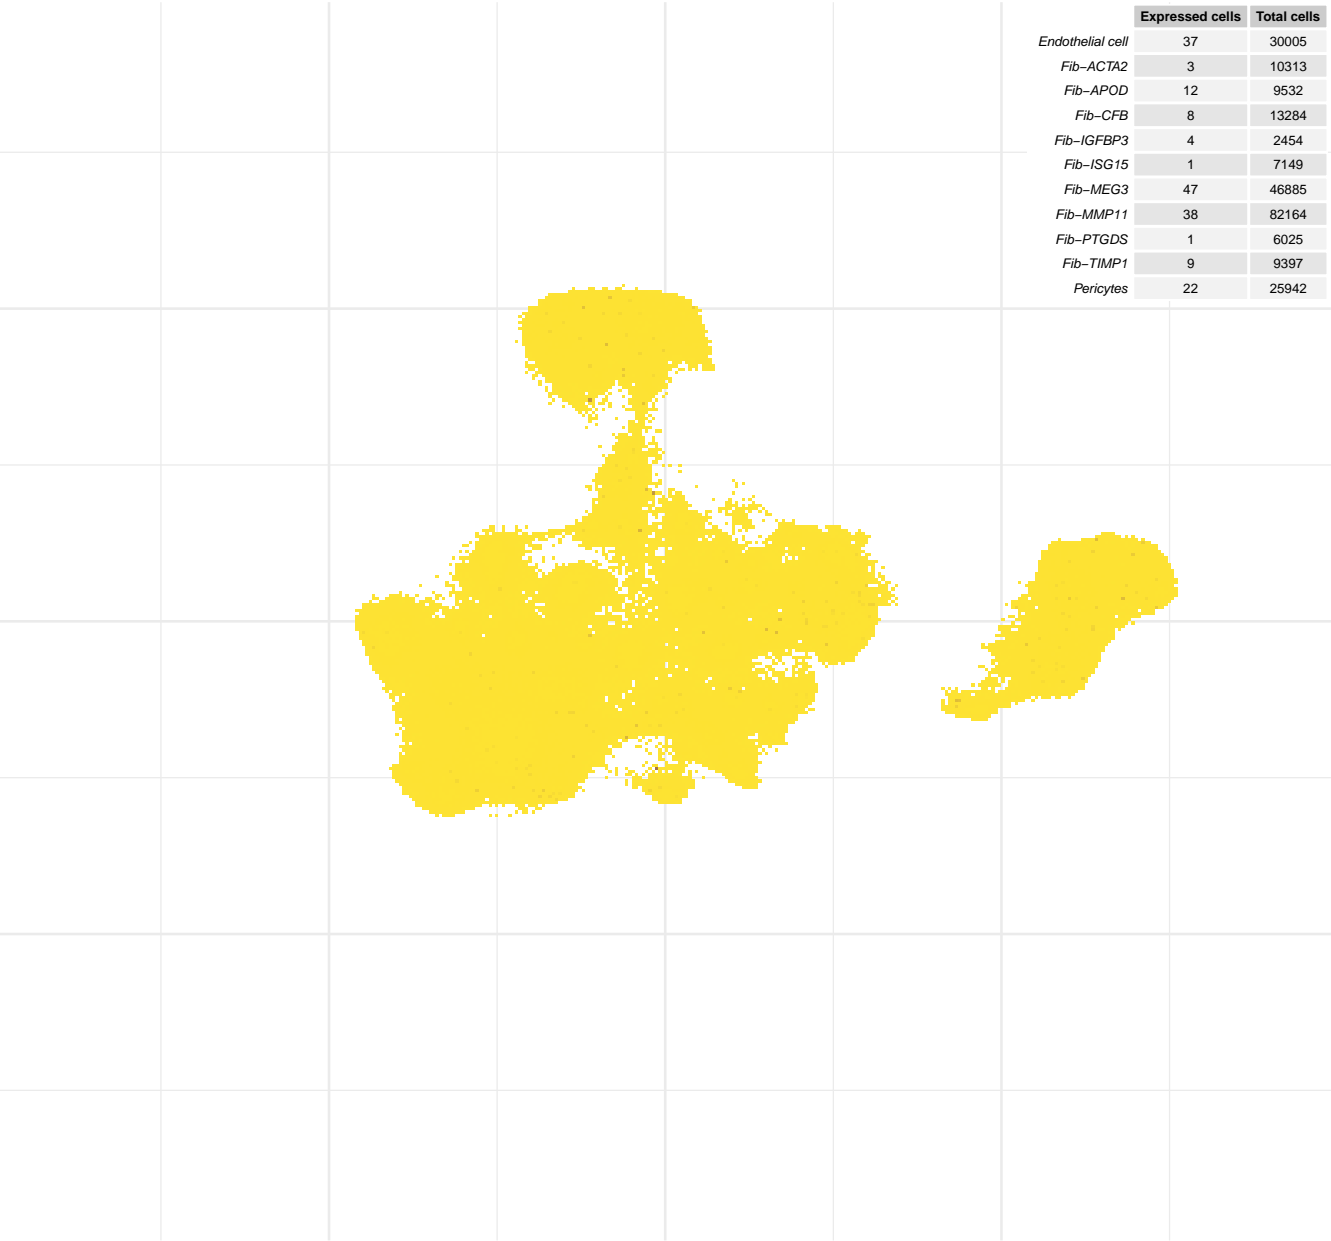 Expressed cells Total cells
Endothelial cell 37 30005
Fib−ACTA2 3 10313
Fib−APOD 12 9532
Fib−CFB 8 13284
Fib−IGFBP3 4 2454
Fib−ISG15 1 7149
Fib−MEG3 47 46885
Fib−MMP11 38 82164
Fib−PTGDS 1 6025
Fib−TIMP1 9 9397
Pericytes 22 25942